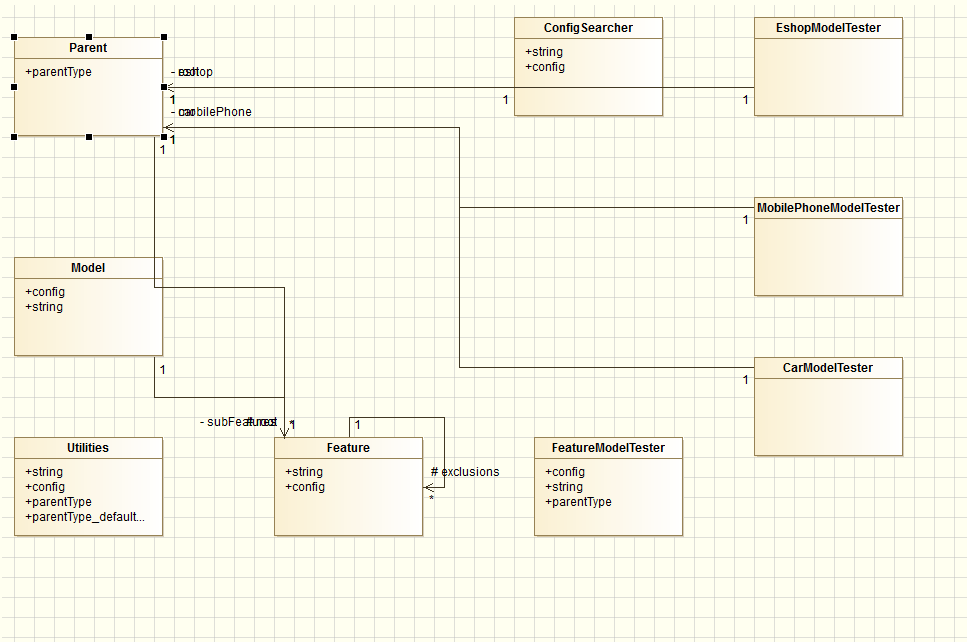 ConfigSearcher
+string
+config
EshopModelTester
Parent
+parentType
- eshop
1
1
1
- mobilePhone
1
1
MobilePhoneModelTester
1
Model
+config
+string
1
CarModelTester
1
- subFeatures
# root
*
1
Utilities
+string
+config
+parentType
+parentType_default...
Feature
+string
+config
1
# exclusions
*
FeatureModelTester
+config
+string
+parentType